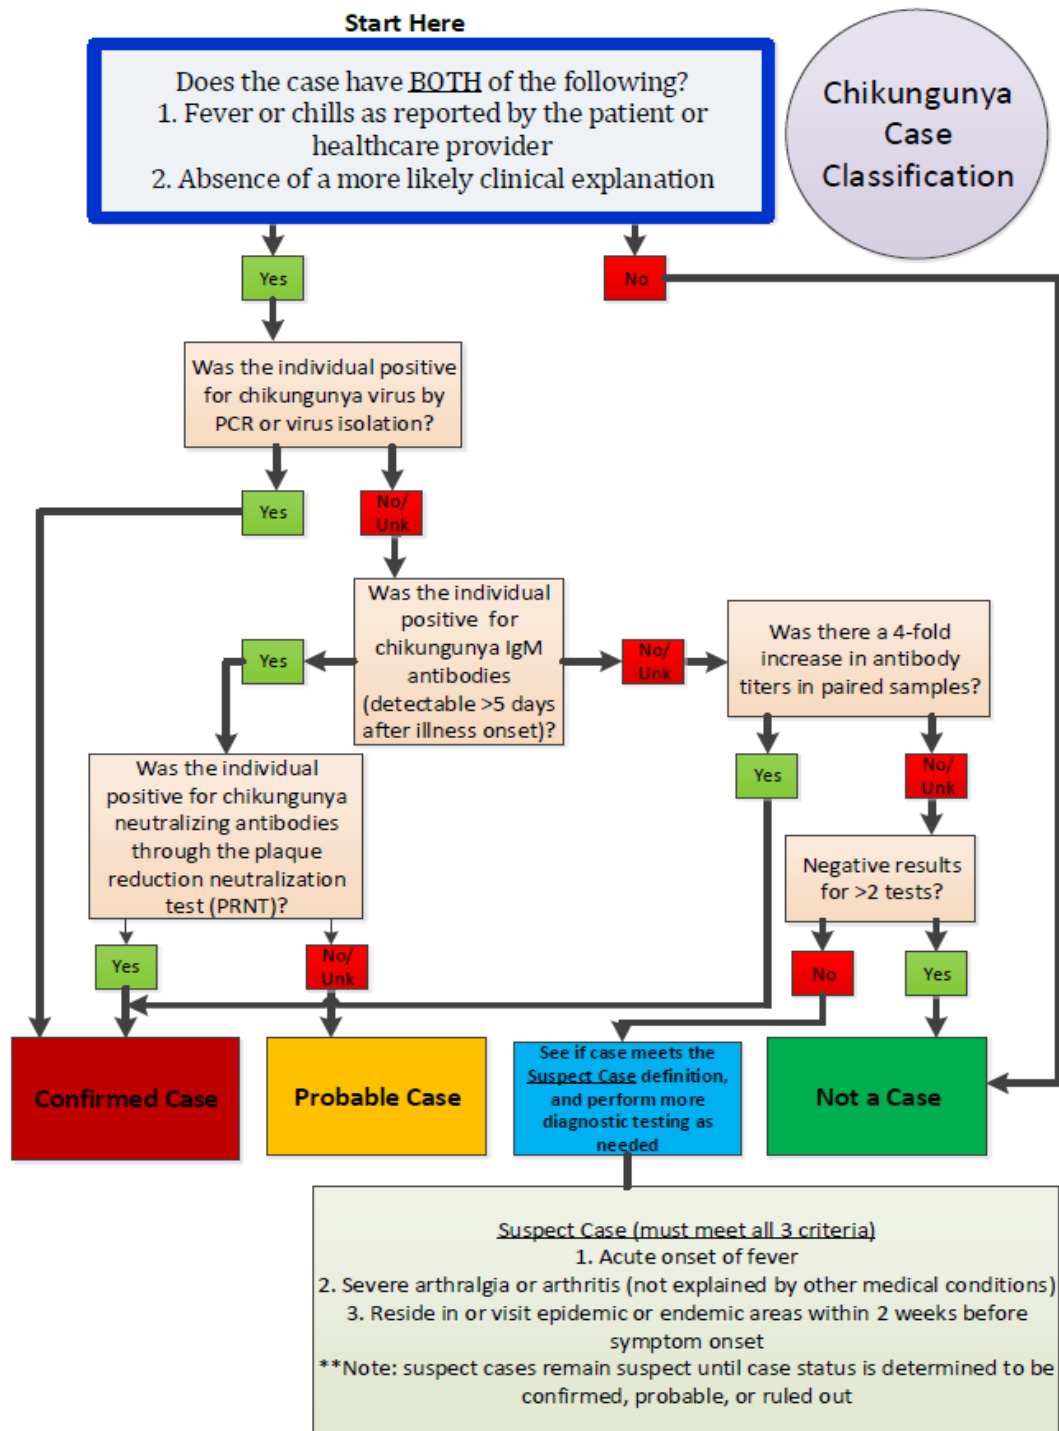 Start Here
Does the case have BOTH of the following?
1. Fever or chills as reported by the patient or
healthcare provider
2. Absence of a more likely clinical explanation
Chikungunya
Case
Classification
Yes
No
Was the individual positive
for chikungunya virus by
PCR or virus isolation?
Yes
No/
Unk
Was the individual
positive for
chikungunya IgM
antibodies
(detectable >5 days
after illness onset)?
Yes
No/
Unk
Was there a 4-fold
increase in antibody
titers in paired samples?
Yes
No/
Unk
Was the individual
positive for chikungunya
neutralizing antibodies
through the plaque
reduction neutralization
test (PRNT)?
Negative results
for >2 tests?
Yes
No/
Unk
No
Yes
Confirmed Case
Probable Case
See if case meets the
Suspect Case definition,
and perform more
diagnostic testing as
needed
Not a Case
Suspect Case (must meet all 3 criteria)
1. Acute onset of fever
2. Severe arthralgia or arthritis (not explained by other medical conditions)
3. Reside in or visit epidemic or endemic areas within 2 weeks before
symptom onset
**Note: suspect cases remain suspect until case status is determined to be
confirmed, probable, or ruled out